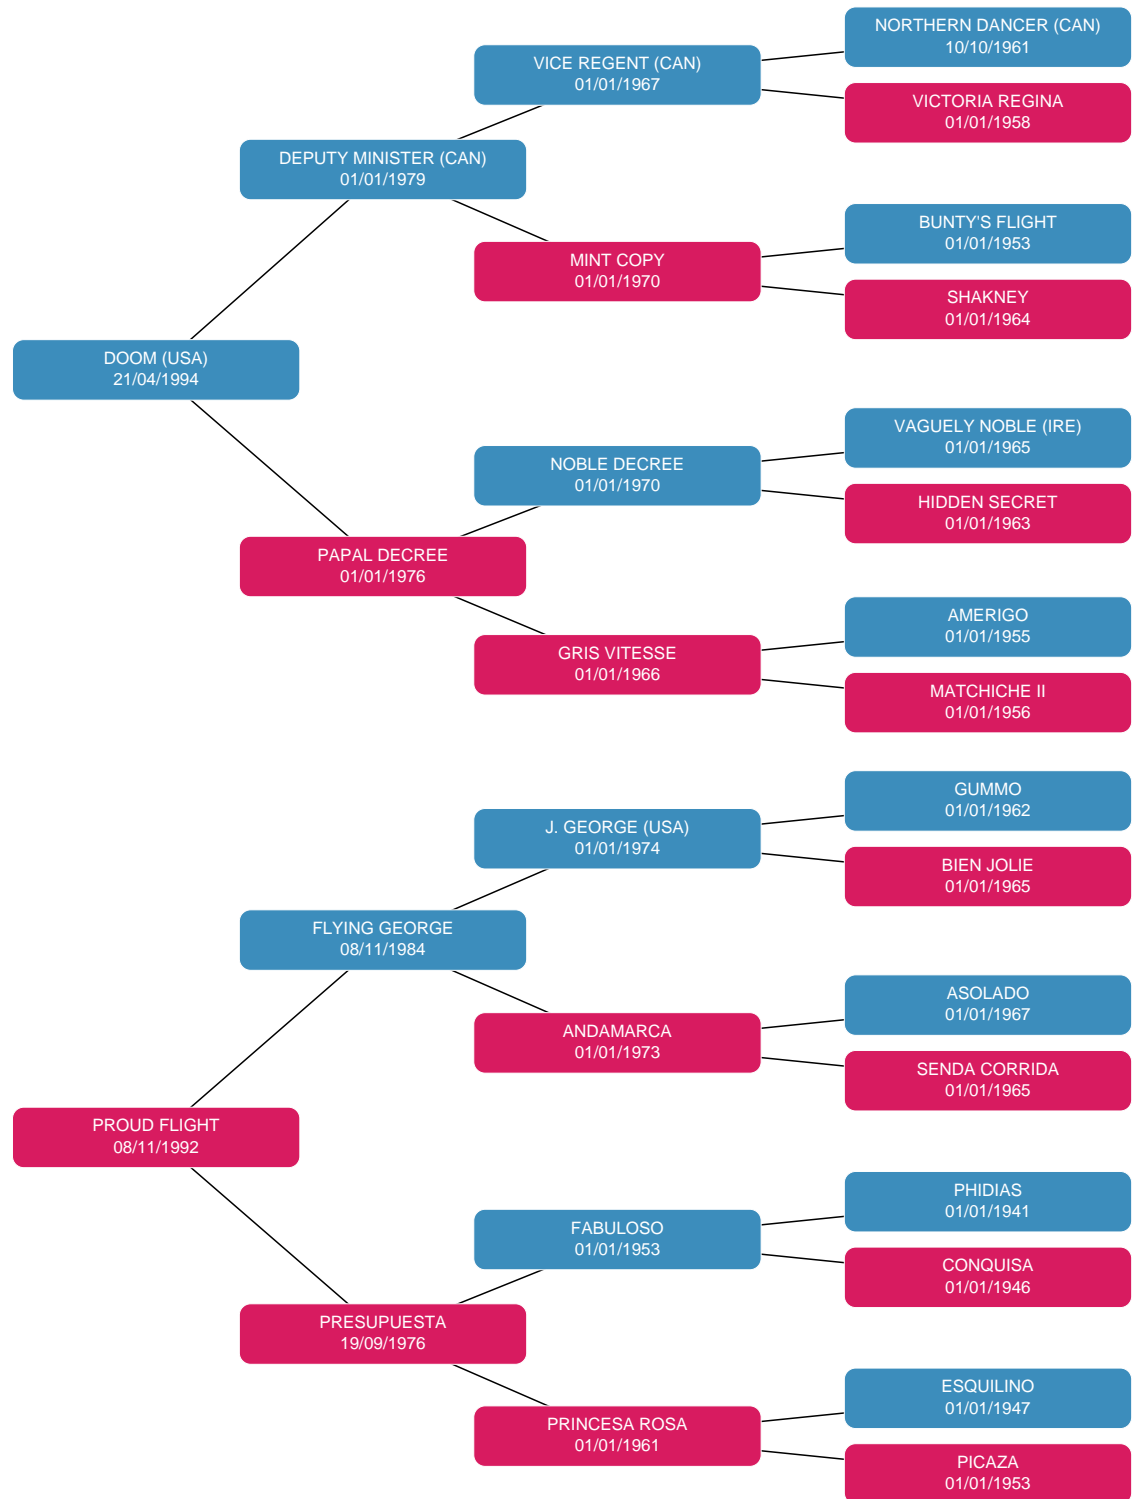 NORTHERN DANCER (CAN)
10/10/1961
VICE REGENT (CAN)
01/01/1967
VICTORIA REGINA
01/01/1958
DEPUTY MINISTER (CAN)
01/01/1979
BUNTY'S FLIGHT
01/01/1953
MINT COPY
01/01/1970
SHAKNEY
01/01/1964
DOOM (USA)
21/04/1994
VAGUELY NOBLE (IRE)
01/01/1965
NOBLE DECREE
01/01/1970
HIDDEN SECRET
01/01/1963
PAPAL DECREE
01/01/1976
AMERIGO
01/01/1955
GRIS VITESSE
01/01/1966
MATCHICHE II
01/01/1956
GUMMO
01/01/1962
J. GEORGE (USA)
01/01/1974
BIEN JOLIE
01/01/1965
FLYING GEORGE
08/11/1984
ASOLADO
01/01/1967
ANDAMARCA
01/01/1973
SENDA CORRIDA
01/01/1965
PROUD FLIGHT
08/11/1992
PHIDIAS
01/01/1941
FABULOSO
01/01/1953
CONQUISA
01/01/1946
PRESUPUESTA
19/09/1976
ESQUILINO
01/01/1947
PRINCESA ROSA
01/01/1961
PICAZA
01/01/1953